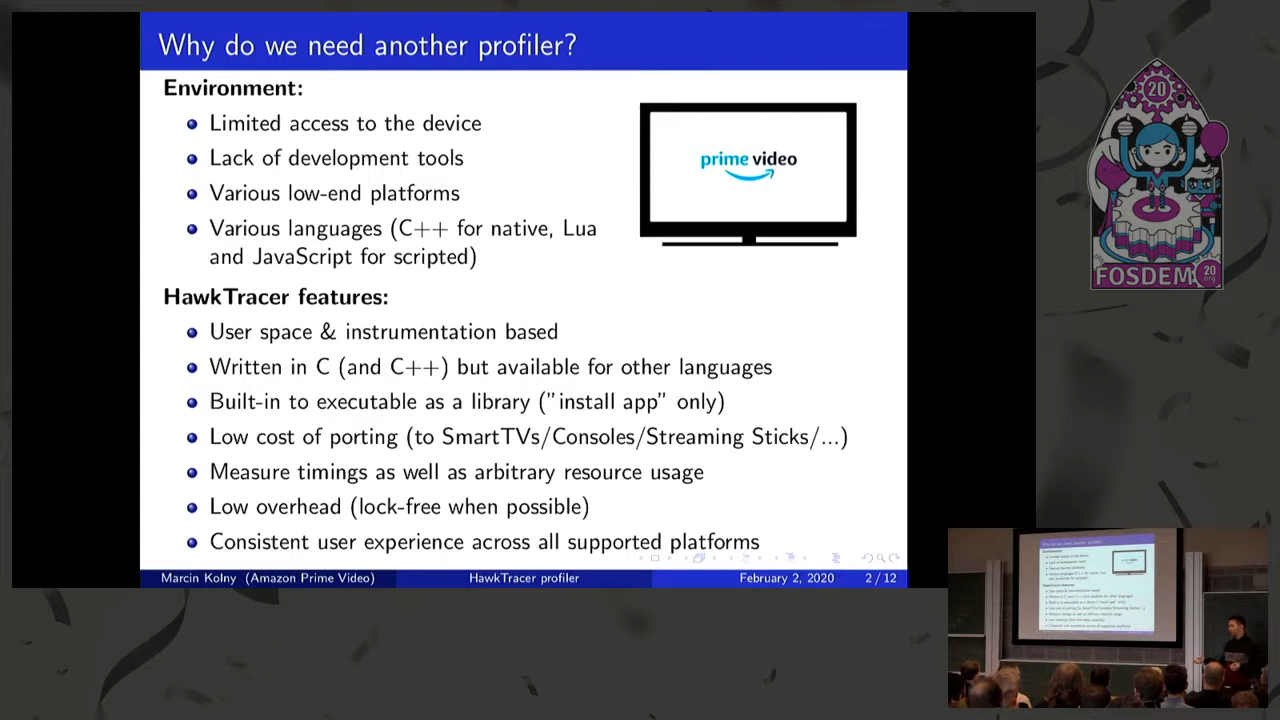 Why do we need another profiler?
Environment:
Limited access to the device
Lack of development tools
Various low-end platforms
Various languages (C++ for native, Lua
and JavaScript for scripted)
prime video
HawkTracer features:
User space & instrumentation based
Written in C (and C++) but available for other languages
Built-in to executable as a library ("install app" only)
Low cost of porting (to SmartTVs/Consoles/Streaming Sticks/...)
Measure timings as well as arbitrary resource usage
Low overhead (lock-free when possible)
Consistent user experience across all supported platforms
Marcin Kolny (Amazon Prime Video)
HawkTracer profiler
February 2, 2020
2 / 12
20
FOSDEM
20
.org